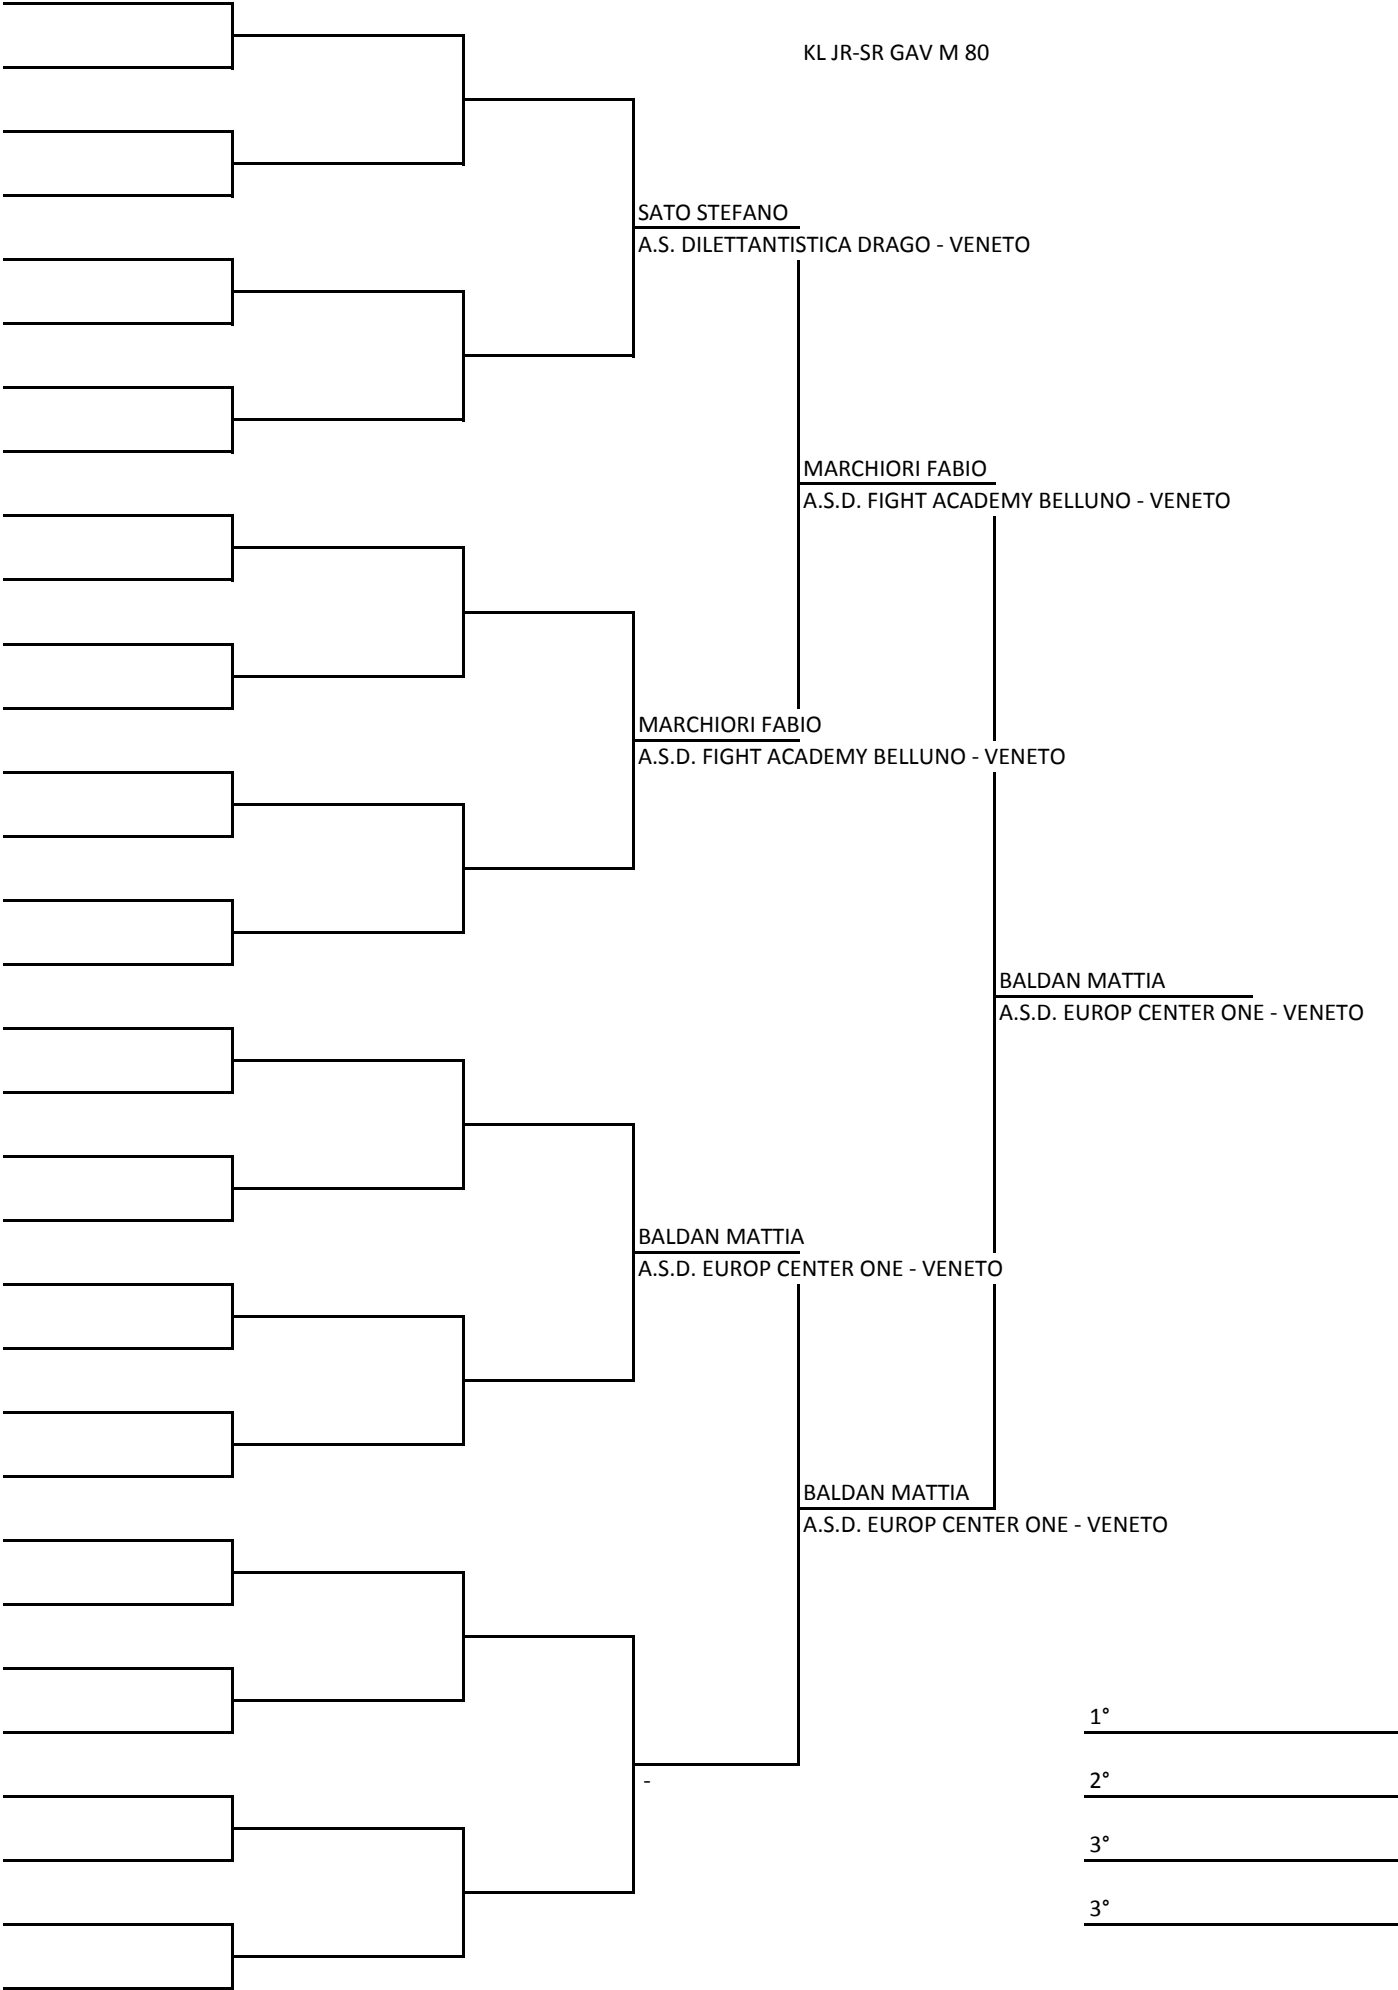 KL JR-SR GAV M 80
SATO STEFANO
A.S. DILETTANTISTICA DRAGO - VENETO
MARCHIORI FABIO
A.S.D. FIGHT ACADEMY BELLUNO - VENETO
MARCHIORI FABIO
A.S.D. FIGHT ACADEMY BELLUNO - VENETO
BALDAN MATTIA
A.S.D. EUROP CENTER ONE - VENETO
BALDAN MATTIA
A.S.D. EUROP CENTER ONE - VENETO
BALDAN MATTIA
A.S.D. EUROP CENTER ONE - VENETO
1°
-
2°
3°
3°